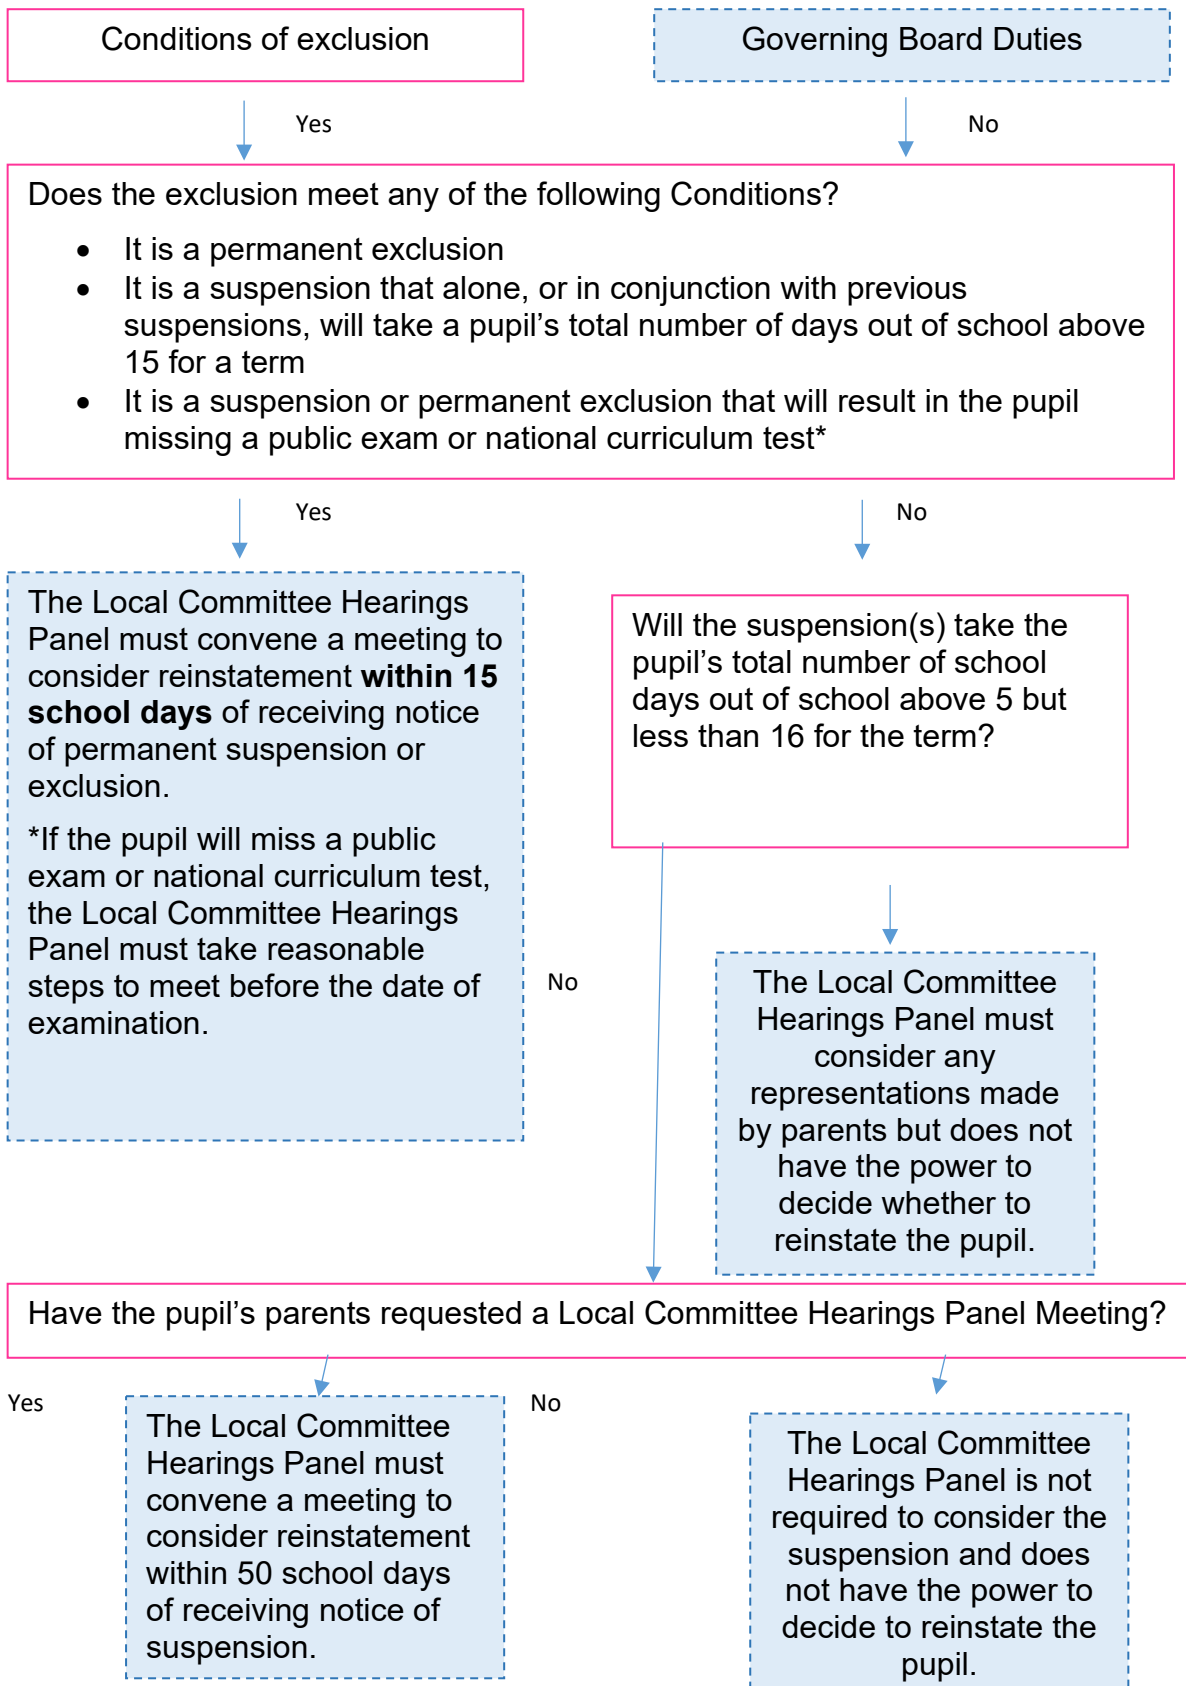 Conditions of exclusion
Governing Board Duties
Yes
No
Does the exclusion meet any of the following Conditions?
• It is a permanent exclusion
• It is a suspension that alone, or in conjunction with previous
suspensions, will take a pupil’s total number of days out of school above
15 for a term
• It is a suspension or permanent exclusion that will result in the pupil
missing a public exam or national curriculum test*
Yes
No
The Local Committee Hearings
Panel must convene a meeting to
consider reinstatement within 15
school days of receiving notice
of permanent suspension or
exclusion.
*If the pupil will miss a public
exam or national curriculum test,
the Local Committee Hearings
Panel must take reasonable
steps to meet before the date of
examination.
Will the suspension(s) take the
pupil’s total number of school
days out of school above 5 but
less than 16 for the term?
No
The Local Committee
Hearings Panel must
consider any
representations made
by parents but does not
have the power to
decide whether to
reinstate the pupil.
Have the pupil’s parents requested a Local Committee Hearings Panel Meeting?
Yes
The Local Committee
Hearings Panel must
convene a meeting to
consider reinstatement
within 50 school days
of receiving notice of
suspension.
No
The Local Committee
Hearings Panel is not
required to consider the
suspension and does
not have the power to
decide to reinstate the
pupil.